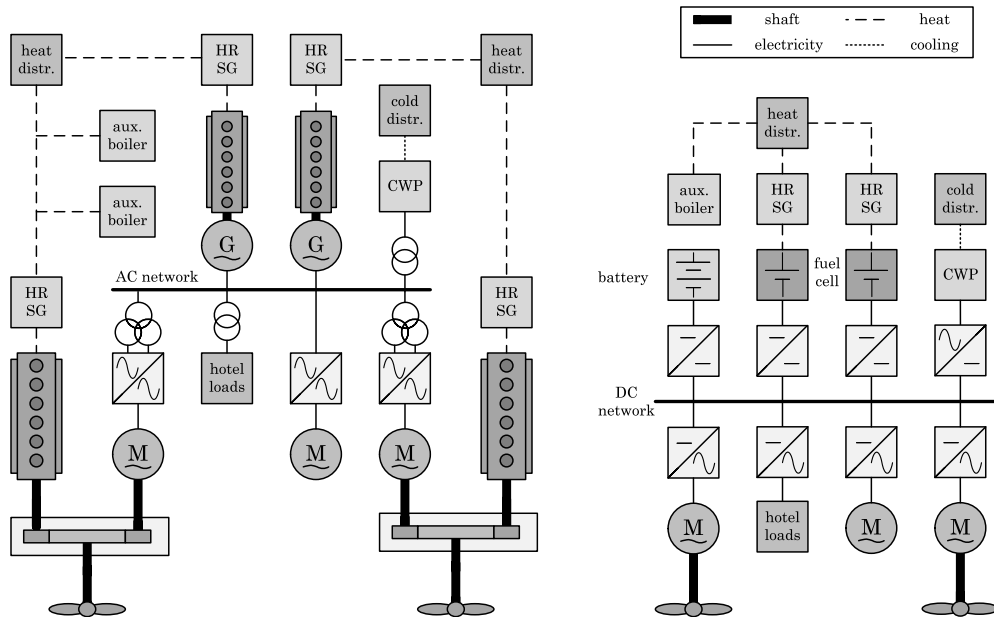 shaft
heat
electricity
cooling
heat
distr.
HR
SG
HR
SG
heat
distr.
cold
distr.
aux.
boiler
CWP
aux.
boiler
G
G
AC network
HR
SG
HR
SG
hotel
loads
M
M
M
heat
distr.
aux.
boiler
HR
SG
HR
SG
cold
distr.
battery
fuel
cell
CWP
DC
network
M
hotel
loads
M
M